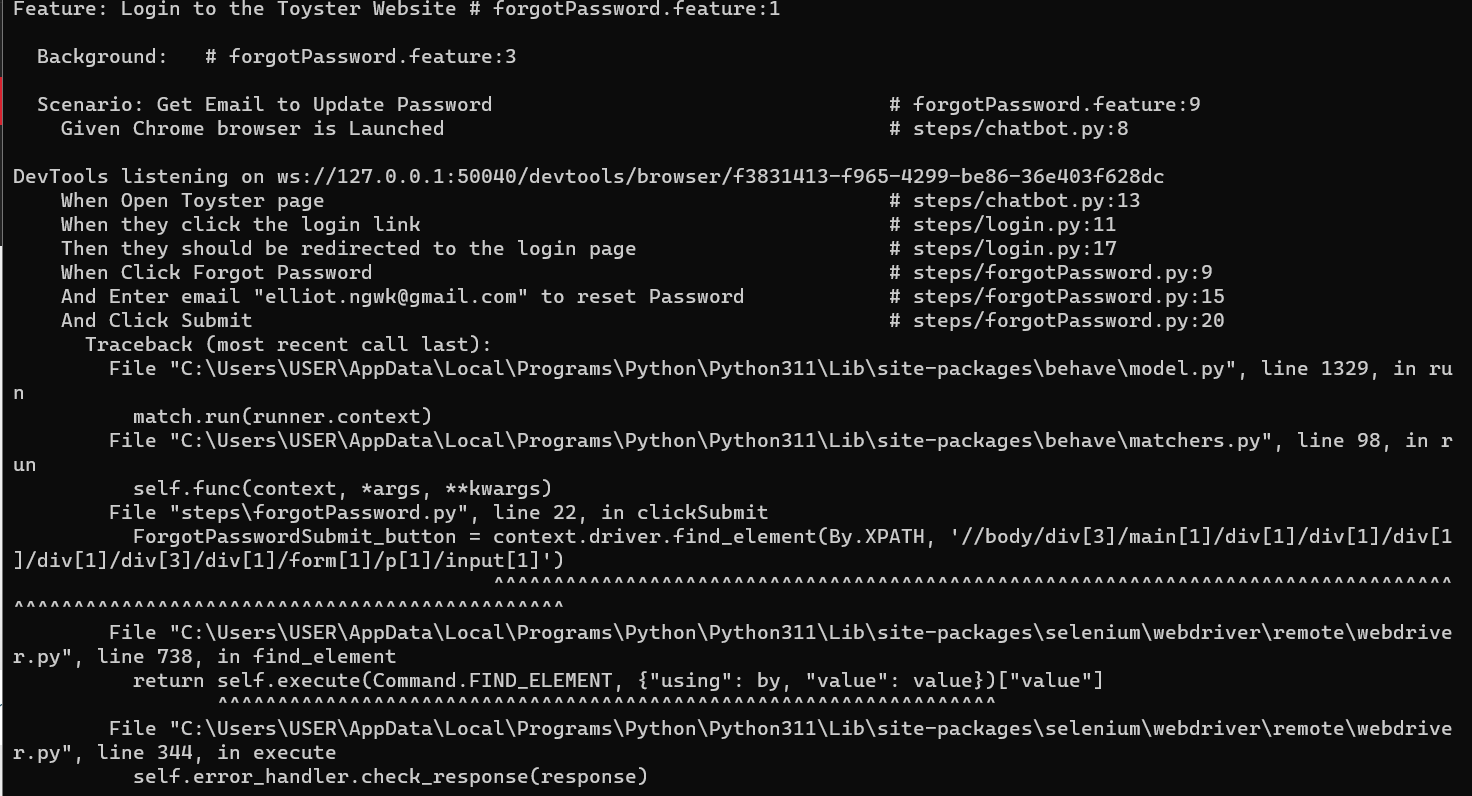 Feature: Login to the Toyster Website # forgotPassword.feature:1
Background:   # forgotPassword.feature:3
Scenario: Get Email to Update Password                                 # forgotPassword.feature:9
Given Chrome browser is Launched                                     # steps/chatbot.py:8
DevTools listening on ws://127.0.0.1:50040/devtools/browser/f3831413-f965-4299-be86-36e403f628dc
When Open Toyster page                                               # steps/chatbot.py:13
When they click the login link                                       # steps/login.py:11
Then they should be redirected to the login page                     # steps/login.py:17
When Click Forgot Password                                           # steps/forgotPassword.py:9
And Enter email "elliot.ngwk@gmail.com" to reset Password            # steps/forgotPassword.py:15
And Click Submit                                                     # steps/forgotPassword.py:20
Traceback (most recent call last):
File "C:\Users\USER\AppData\Local\Programs\Python\Python311\Lib\site-packages\behave\model.py", line 1329, in ru
n
match.run(runner.context)
File "C:\Users\USER\AppData\Local\Programs\Python\Python311\Lib\site-packages\behave\matchers.py", line 98, in r
un
self.func(context, *args, **kwargs)
File "steps\forgotPassword.py", line 22, in clickSubmit
ForgotPasswordSubmit_button = context.driver.find_element(By.XPATH, '//body/div[3]/main[1]/div[1]/div[1]/div[1
]/div[1]/div[3]/div[1]/form[1]/p[1]/input[1]')
^^^^^^^^^^^^^^^^^^^^^^^^^^^^^^^^^^^^^^^^^^^^^^^^^^^^^^^^^^^^^^^^^^^^^^^^^^^^^^^^
^^^^^^^^^^^^^^^^^^^^^^^^^^^^^^^^^^^^^^^^^^^^^^
File "C:\Users\USER\AppData\Local\Programs\Python\Python311\Lib\site-packages\selenium\webdriver\remote\webdrive
r.py", line 738, in find_element
return self.execute(Command.FIND_ELEMENT, {"using": by, "value": value})["value"]
^^^^^^^^^^^^^^^^^^^^^^^^^^^^^^^^^^^^^^^^^^^^^^^^^^^^^^^^^^^^^^^^^
File "C:\Users\USER\AppData\Local\Programs\Python\Python311\Lib\site-packages\selenium\webdriver\remote\webdrive
r.py", line 344, in execute
self.error_handler.check_response(response)